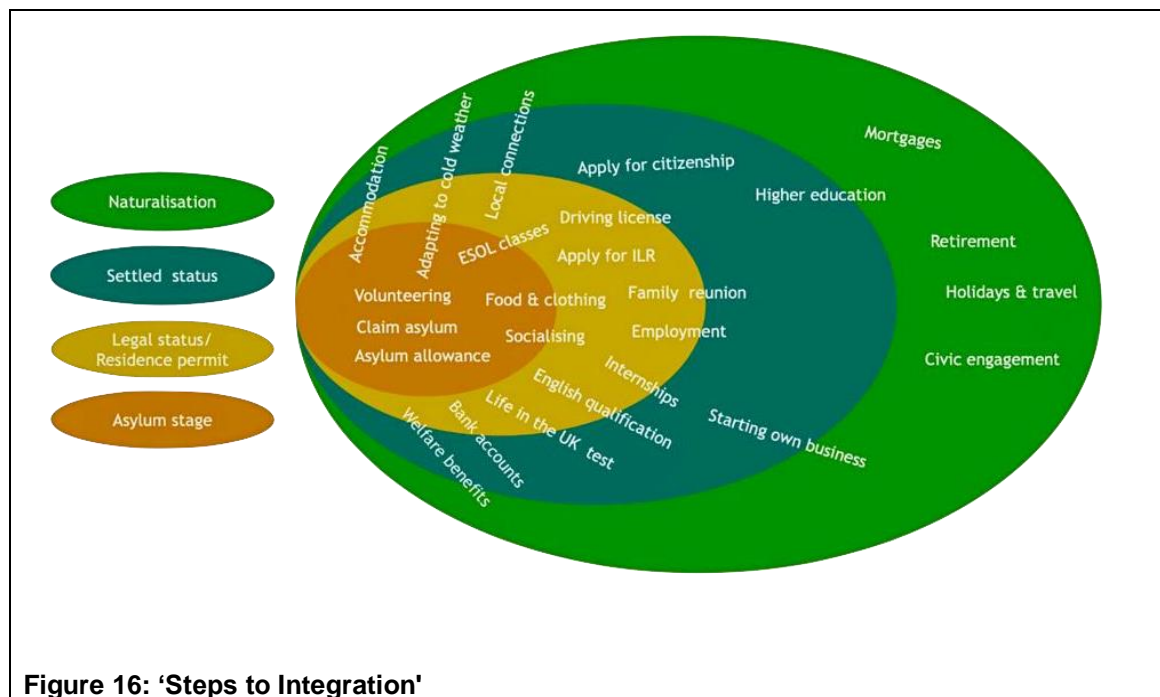 Naturalisation
Settled status
Legal status/
Residence permit
Asylum stage
Accommodation
Adapting to cold weather
Local connections
Apply for citizenship
Mortgages
Higher education
Driving license
ESOL classes
Apply for ILR
Retirement
Volunteering
Food & clothing
Family reunion
Holidays & travel
Claim asylum
Socialising
Employment
Asylum allowance
Civic engagement
Internships
English qualification
Life in the UK test
Bank accounts
Welfare benefits
Starting own business
Figure 16: ‘Steps to Integration'